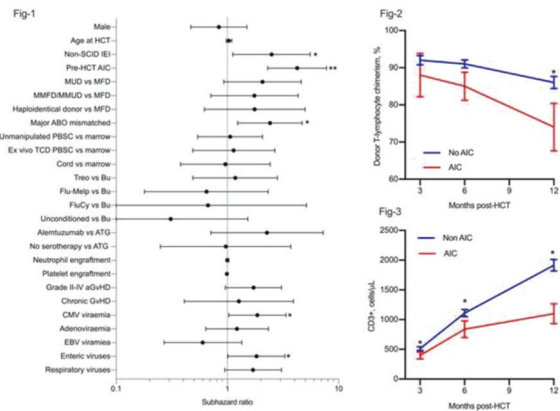 Fig-1
Male
Age at HCT
Non-SCID IEI
*
Pre-HCT AIC
**
MUD vs MFD
MMFD/MMUD vs MFD
Haploidentical donor vs MFD
Major ABO mismatched
*
Unmanipulated PBSC vs marrow
Ex vivo TCD PBSC vs marrow
Cord vs marrow
Treo vs Bu
Flu-Melp vs Bu
FluCy vs Bu
Unconditioned vs Bu
Alemtuzumab vs ATG
No serotherapy vs ATG
Neutrophil engraftment
Platelet engraftment
Grade II-IV aGvHD
Chronic GvHD
CMV viraemia
*
Adenoviraemia
EBV viramiea
Enteric viruses
*
Respiratory viruses
0.1
1
10
Subhazard ratio
Fig-2
Donor T-lymphocyte chimerism, %
100
90
80
70
60
*
No AIC
AIC
3
6
9
12
Months post-HCT
Fig-3
CD3+, cells/µL
2500
2000
1500
1000
500
0
Non AIC
AIC
*
*
*
3
6
9
12
Months post-HCT